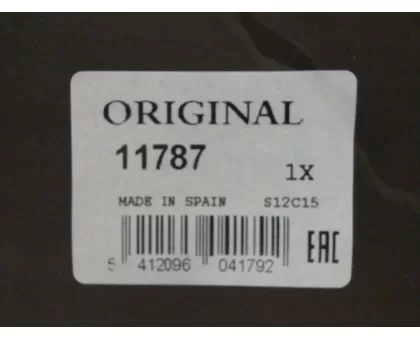 ORIGINAL
11787 1X
MADE IN SPAIN S12C15
5 412096 041792
EAC